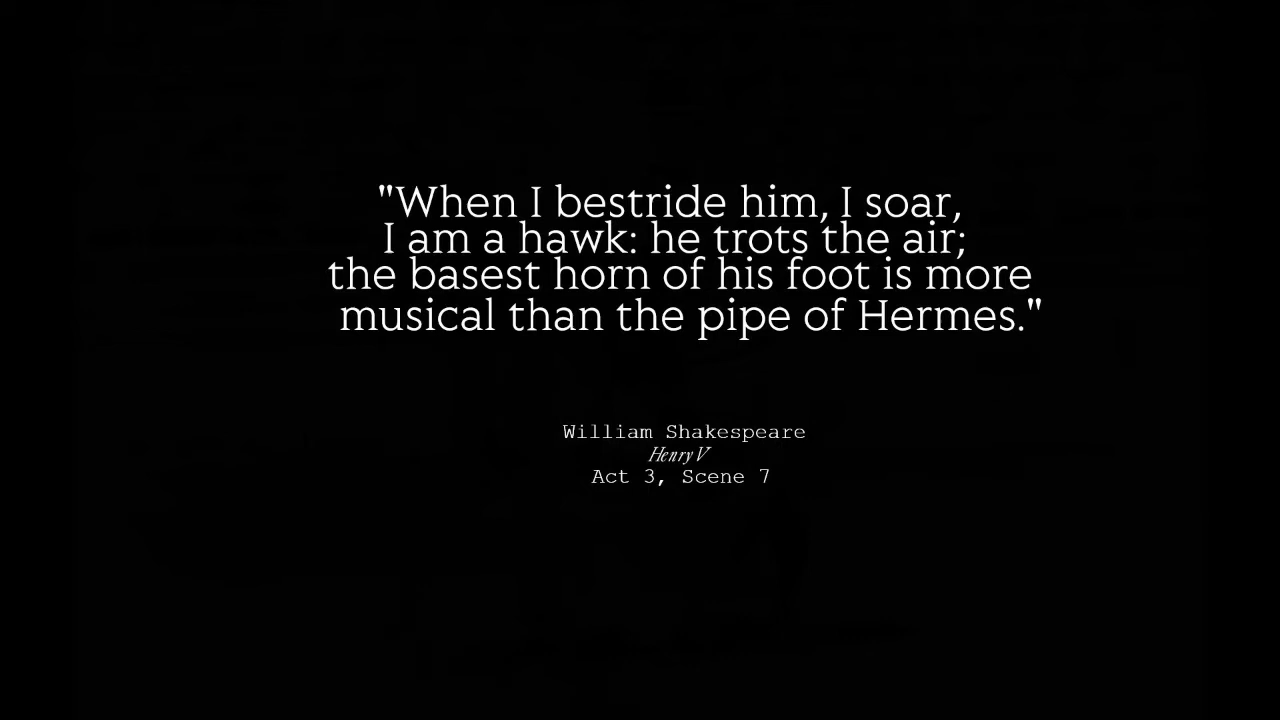 "When I bestride him, I soar,
I am a hawk: he trots the air;
the basest horn of his foot is more
musical than the pipe of Hermes."
William Shakespeare
Henry V
Act 3, Scene 7